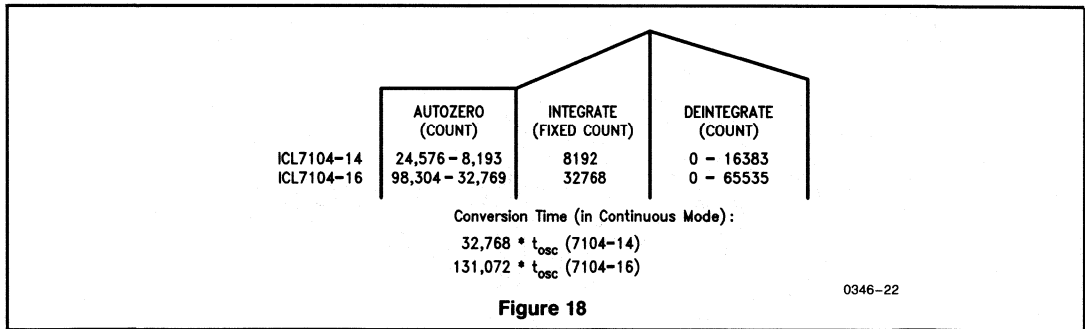 AUTOZERO INTEGRATE DEINTEGRATE
(COUNT) (FIXED COUNT) (COUNT)
ICL7104-14 24,576-8,193 8192 0 - 16383
ICL7104-16 98,304-32,769 32768 0 - 65535
Conversion Time (in Continuous Mode):
32,768 * tosc (7104-14)
131,072 * tosc (7104-16)
0346-22
Figure 18